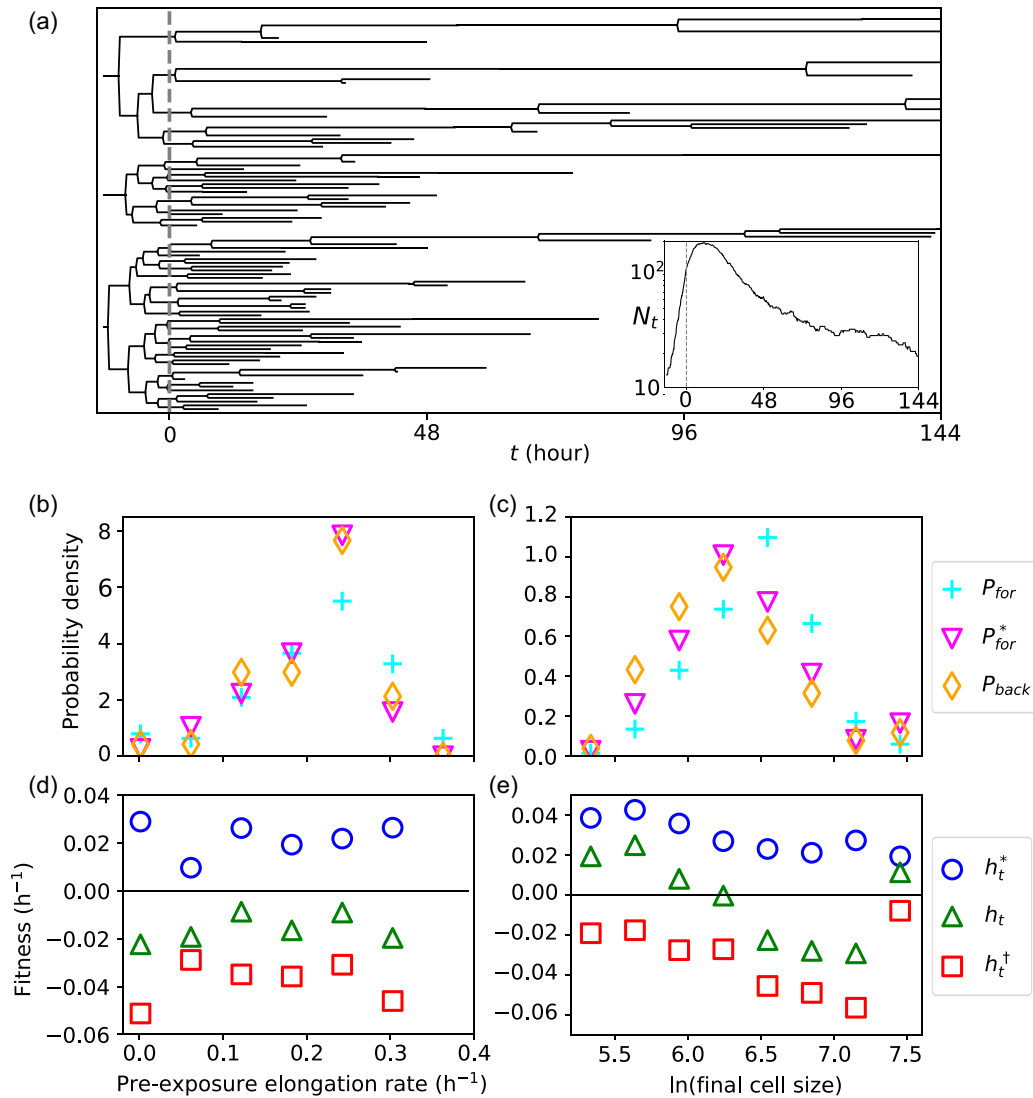 (a)
10²
N_t
10
0 48 96 144
0 48 96 144
t (hour)
(b)
(c)
8
6
4
2
0
Probability density
1.2
1.0
0.8
0.6
0.4
0.2
0.0
P_for
P*_for
P_back
(d)
(e)
0.04
0.02
0.00
−0.02
−0.04
−0.06
Fitness (h⁻¹)
0.04
0.02
0.00
−0.02
−0.04
−0.06
h*_t
h_t
h†_t
0.0 0.1 0.2 0.3 0.4
5.5 6.0 6.5 7.0 7.5
Pre-exposure elongation rate (h⁻¹)
ln(final cell size)